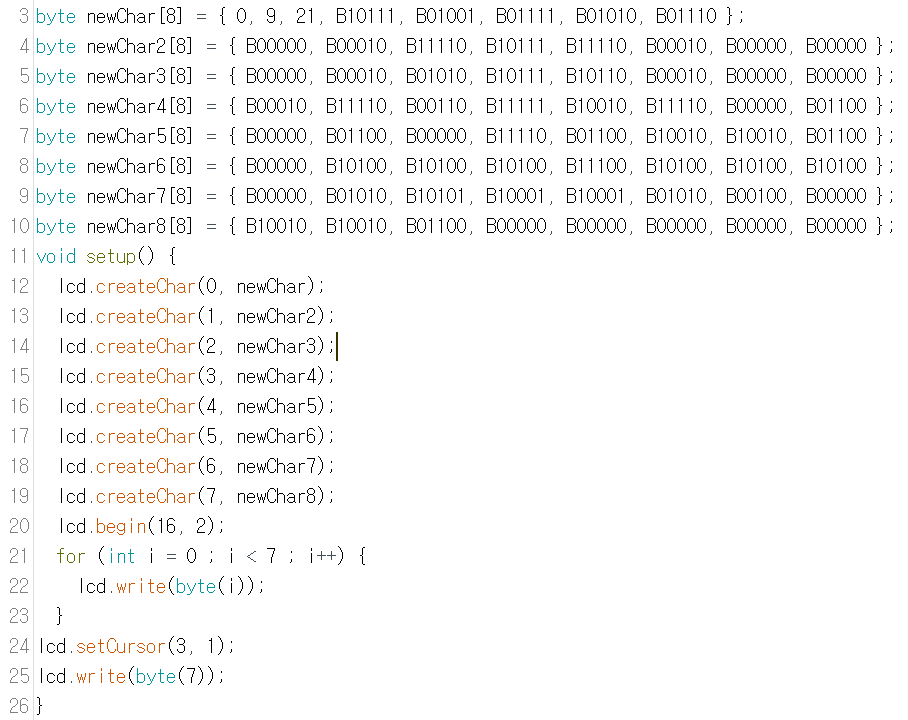 3 byte newChar[8] = { 0, 9, 21, B10111, B01001, B01111, B01010, B01110 };
4 byte newChar2[8] = { B00000, B00010, B11110, B10111, B11110, B00010, B00000, B00000 };
5 byte newChar3[8] = { B00000, B00010, B01010, B10111, B10110, B00010, B00000, B00000 };
6 byte newChar4[8] = { B00010, B11110, B00110, B11111, B10010, B11110, B00000, B01100 };
7 byte newChar5[8] = { B00000, B01100, B00000, B11110, B01100, B10010, B10010, B01100 };
8 byte newChar6[8] = { B00000, B10100, B10100, B10100, B11100, B10100, B10100, B10100 };
9 byte newChar7[8] = { B00000, B01010, B10101, B10001, B10001, B01010, B00100, B00000 };
10 byte newChar8[8] = { B10010, B10010, B01100, B00000, B00000, B00000, B00000, B00000 };
11 void setup() {
12 lcd.createChar(0, newChar);
13 lcd.createChar(1, newChar2);
14 lcd.createChar(2, newChar3);
15 lcd.createChar(3, newChar4);
16 lcd.createChar(4, newChar5);
17 lcd.createChar(5, newChar6);
18 lcd.createChar(6, newChar7);
19 lcd.createChar(7, newChar8);
20 lcd.begin(16, 2);
21 for (int i = 0 ; i < 7 ; i++) {
22 lcd.write(byte(i));
23 }
24 lcd.setCursor(3, 1);
25 lcd.write(byte(7));
26 }